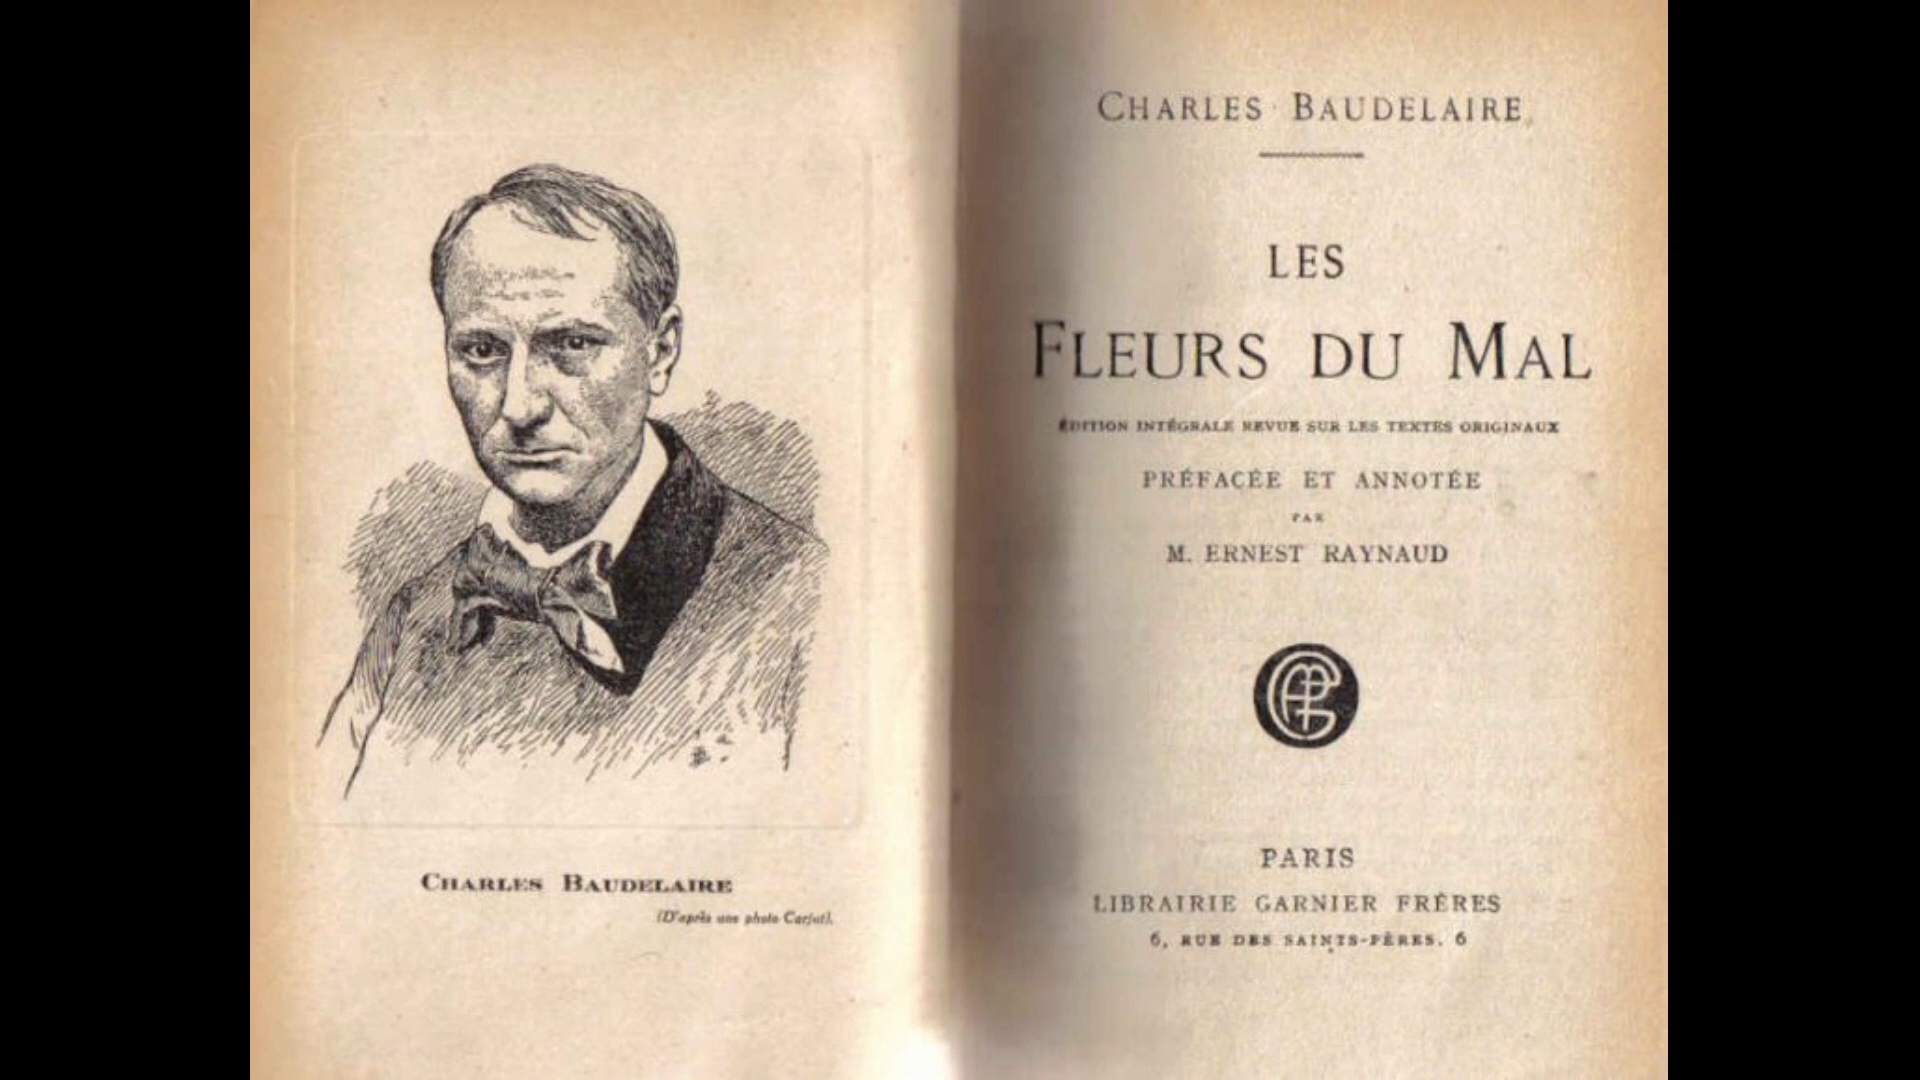 CHARLES BAUDELAIRE
(D'après une photo Carjat).
CHARLES BAUDELAIRE
LES
FLEURS DU MAL
ÉDITION INTÉGRALE REVUE SUR LES TEXTES ORIGINAUX
PRÉFACÉE ET ANNOTÉE
PAR
M. ERNEST RAYNAUD
PARIS
LIBRAIRIE GARNIER FRÈRES
6, RUE DES SAINTS-PÈRES, 6